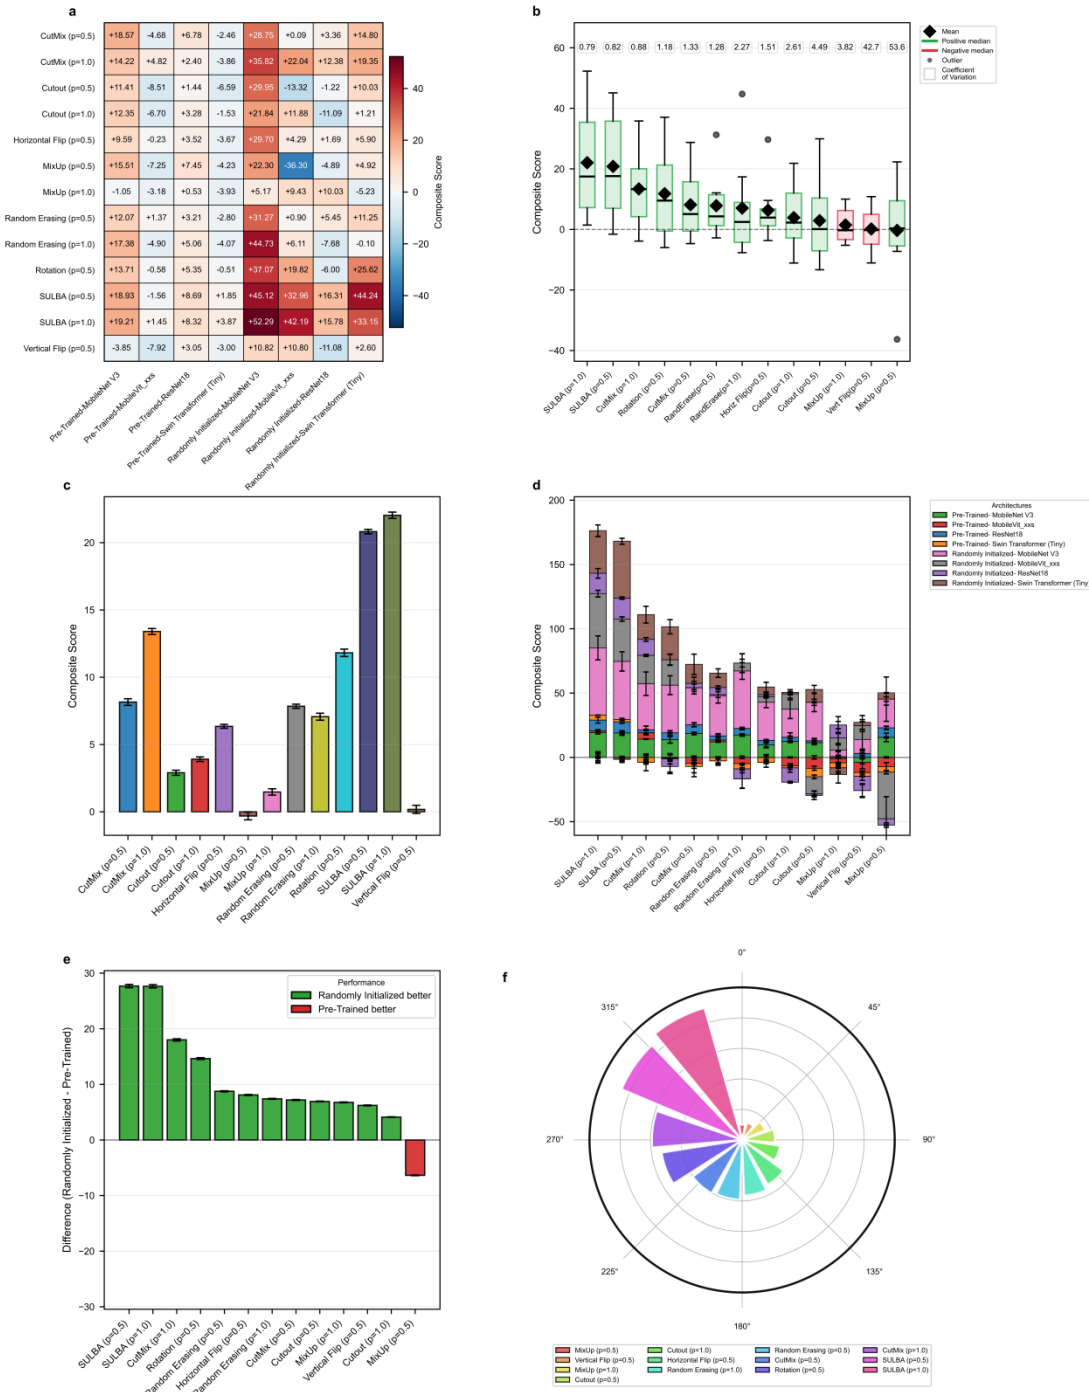 a
CutMix (p=0.5) +18.57 -4.68 +6.78 -2.46 +28.75 +0.09 +3.36 +14.80
CutMix (p=1.0) +14.22 +4.82 +2.40 -3.86 +35.82 +22.04 +12.38 +19.35
Cutout (p=0.5) +11.41 -8.51 +1.44 -6.59 +29.95 -13.32 -1.22 +10.03
Cutout (p=1.0) +12.35 -6.70 +3.28 -1.53 +21.84 +11.88 -11.09 +1.21
Horizontal Flip (p=0.5) +9.59 -0.23 +3.52 -3.67 +29.70 +4.29 +1.69 +5.90
MixUp (p=0.5) +15.51 -7.25 +7.45 -4.23 +22.30 -36.30 -4.89 +4.92
MixUp (p=1.0) -1.05 -3.18 +0.53 -3.93 +5.17 +9.43 +10.03 -5.23
Random Erasing (p=0.5) +12.07 +1.37 +3.21 -2.80 +31.27 +0.90 +5.45 +11.25
Random Erasing (p=1.0) +17.38 -4.90 +5.06 -4.07 +44.73 +6.11 -7.68 -0.10
Rotation (p=0.5) +13.71 -0.58 +5.35 -0.51 +37.07 +19.82 -6.00 +25.62
SULBA (p=0.5) +18.93 -1.56 +8.69 +1.85 +45.12 +32.96 +16.31 +44.24
SULBA (p=1.0) +19.21 +1.45 +8.32 +3.87 +52.29 +42.19 +15.78 +33.15
Vertical Flip (p=0.5) -3.85 -7.92 +3.05 -3.00 +10.82 +10.80 -11.08 +2.60
Pre-Trained-MobileNet V3
Pre-Trained-MobileVit_xxs
Pre-Trained-ResNet18
Pre-Trained-Swin Transformer (Tiny)
Randomly Initialized-MobileNet V3
Randomly Initialized-MobileVit_xxs
Randomly Initialized-ResNet18
Randomly Initialized-Swin Transformer (Tiny)
40
20
0
−20
−40
Composite Score
b
0.79 0.82 0.88 1.18 1.33 1.28 2.27 1.51 2.61 4.49 3.82 42.7 53.6
60
40
20
0
−20
−40
Composite Score
SULBA (p=1.0)
SULBA (p=0.5)
CutMix (p=1.0)
Rotation (p=0.5)
CutMix (p=0.5)
RandErase(p=0.5)
RandErase(p=1.0)
Horiz Flip(p=0.5)
Cutout (p=1.0)
Cutout (p=0.5)
MixUp (p=1.0)
Vert Flip(p=0.5)
MixUp (p=0.5)
Mean
Positive median
Negative median
Outlier
Coefficient
of Variation
c
20
15
10
5
0
Composite Score
CutMix (p=0.5)
CutMix (p=1.0)
Cutout (p=0.5)
Cutout (p=1.0)
Horizontal Flip (p=0.5)
MixUp (p=0.5)
MixUp (p=1.0)
Random Erasing (p=0.5)
Random Erasing (p=1.0)
Rotation (p=0.5)
SULBA (p=0.5)
SULBA (p=1.0)
Vertical Flip (p=0.5)
d
200
150
100
50
0
−50
Composite Score
SULBA (p=1.0)
SULBA (p=0.5)
CutMix (p=1.0)
Rotation (p=0.5)
CutMix (p=0.5)
Random Erasing (p=0.5)
Random Erasing (p=1.0)
Horizontal Flip (p=0.5)
Cutout (p=1.0)
Cutout (p=0.5)
MixUp (p=1.0)
Vertical Flip (p=0.5)
MixUp (p=0.5)
Architectures
Pre-Trained- MobileNet V3
Pre-Trained- MobileVit_xxs
Pre-Trained- ResNet18
Pre-Trained- Swin Transformer (Tiny)
Randomly Initialized- MobileNet V3
Randomly Initialized- MobileVit_xxs
Randomly Initialized- ResNet18
Randomly Initialized- Swin Transformer (Tiny
e
30
20
10
0
−10
−20
−30
Difference (Randomly Initialized - Pre-Trained)
Performance
Randomly Initialized better
Pre-Trained better
SULBA (p=0.5)
SULBA (p=1.0)
CutMix (p=1.0)
Rotation (p=0.5)
Random Erasing (p=0.5)
Horizontal Flip (p=0.5)
Random Erasing (p=1.0)
CutMix (p=0.5)
Cutout (p=0.5)
MixUp (p=1.0)
Vertical Flip (p=0.5)
Cutout (p=1.0)
MixUp (p=0.5)
f
0°
45°
90°
135°
180°
225°
270°
315°
MixUp (p=0.5)
Vertical Flip (p=0.5)
MixUp (p=1.0)
Cutout (p=0.5)
Cutout (p=1.0)
Horizontal Flip (p=0.5)
Random Erasing (p=1.0)
Random Erasing (p=0.5)
CutMix (p=0.5)
Rotation (p=0.5)
CutMix (p=1.0)
SULBA (p=0.5)
SULBA (p=1.0)